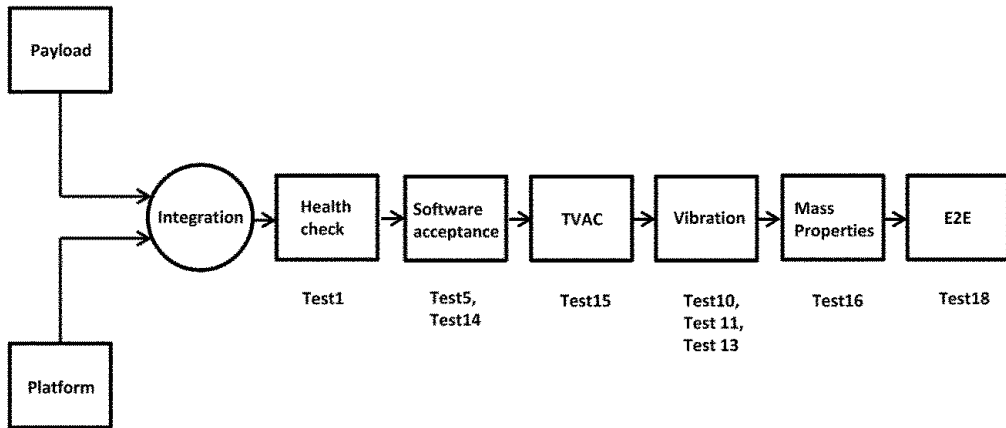 Payload
Integration
Health
check
Software
acceptance
TVAC
Vibration
Mass
Properties
E2E
Test1
Test5,
Test14
Test15
Test10,
Test 11,
Test 13
Test16
Test18
Platform